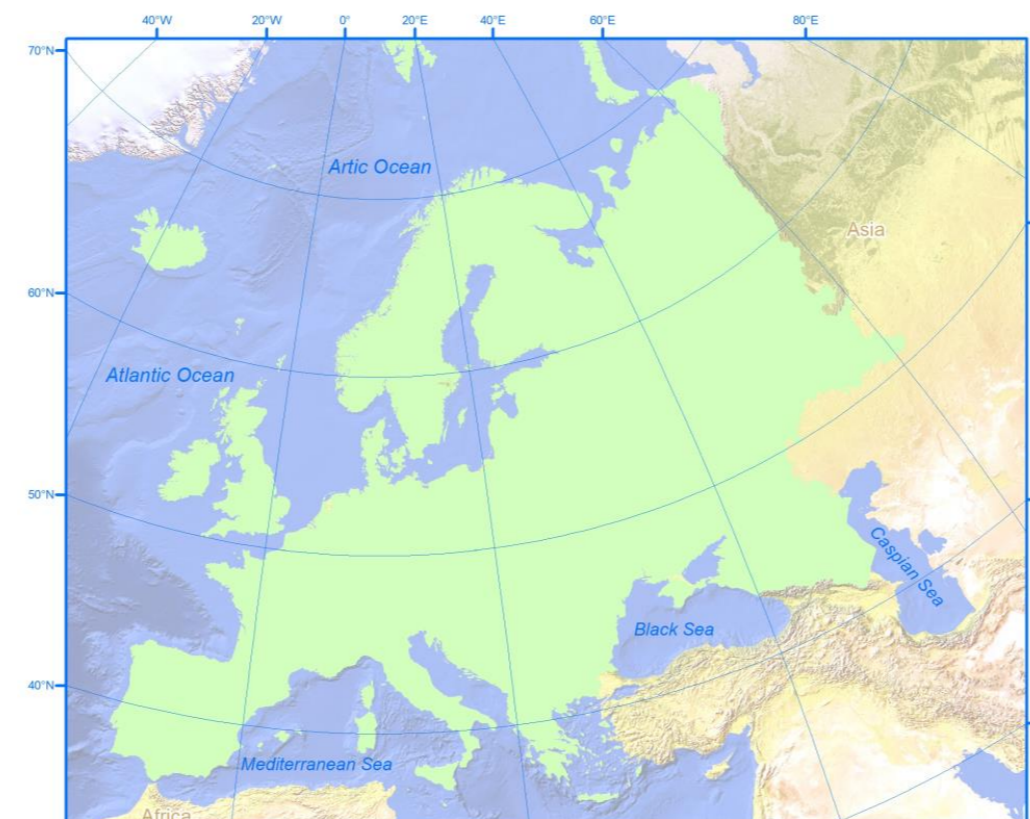 40°W 20°W 0° 20°E 40°E 60°E 80°E
70°N
Artic Ocean
Asia
60°N
Atlantic Ocean
50°N
Caspian Sea
Black Sea
40°N
Mediterranean Sea
Africa